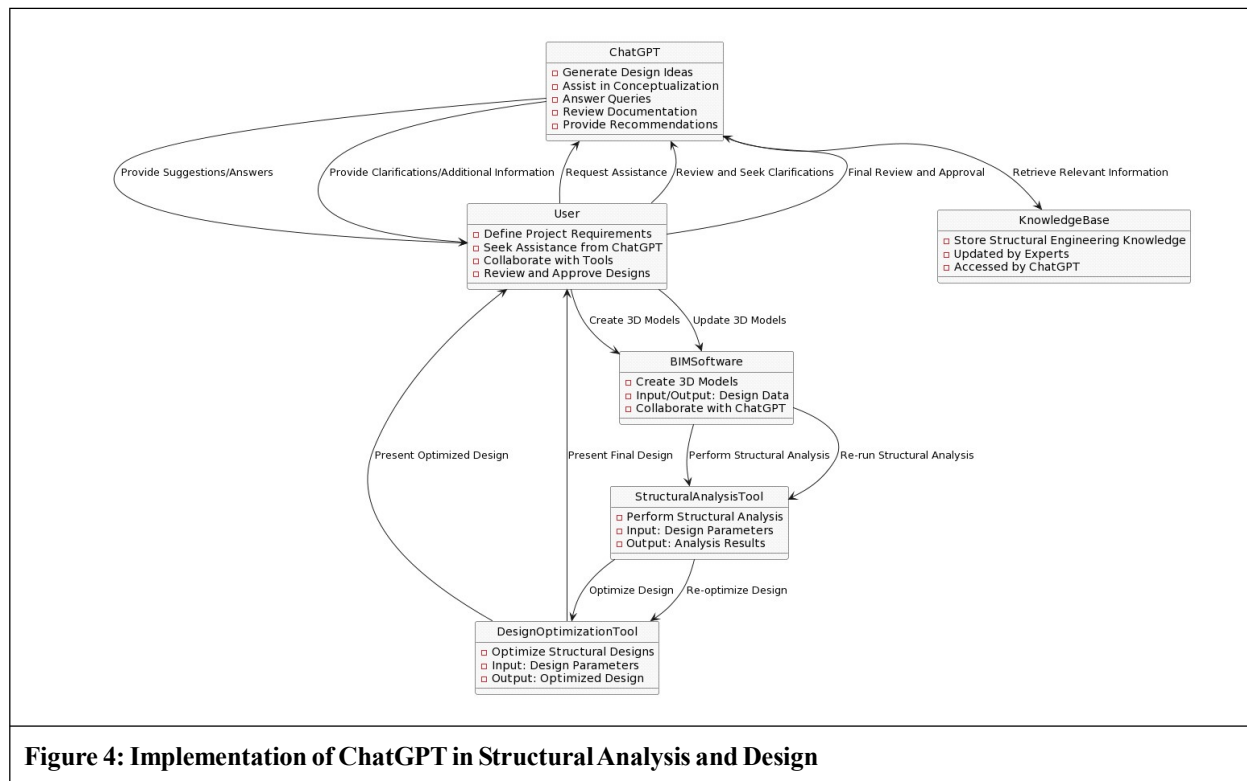 ChatGPT
Generate Design Ideas
Assist in Conceptualization
Answer Queries
Review Documentation
Provide Recommendations
Provide Suggestions/Answers
Provide Clarifications/Additional Information
Request Assistance
Review and Seek Clarifications
Final Review and Approval
Retrieve Relevant Information
User
Define Project Requirements
Seek Assistance from ChatGPT
Collaborate with Tools
Review and Approve Designs
KnowledgeBase
Store Structural Engineering Knowledge
Updated by Experts
Accessed by ChatGPT
Create 3D Models
Update 3D Models
BIMSoftware
Create 3D Models
Input/Output: Design Data
Collaborate with ChatGPT
Present Optimized Design
Present Final Design
Perform Structural Analysis
Re-run Structural Analysis
StructuralAnalysisTool
Perform Structural Analysis
Input: Design Parameters
Output: Analysis Results
Optimize Design
Re-optimize Design
DesignOptimizationTool
Optimize Structural Designs
Input: Design Parameters
Output: Optimized Design
Figure 4: Implementation of ChatGPT in Structural Analysis and Design